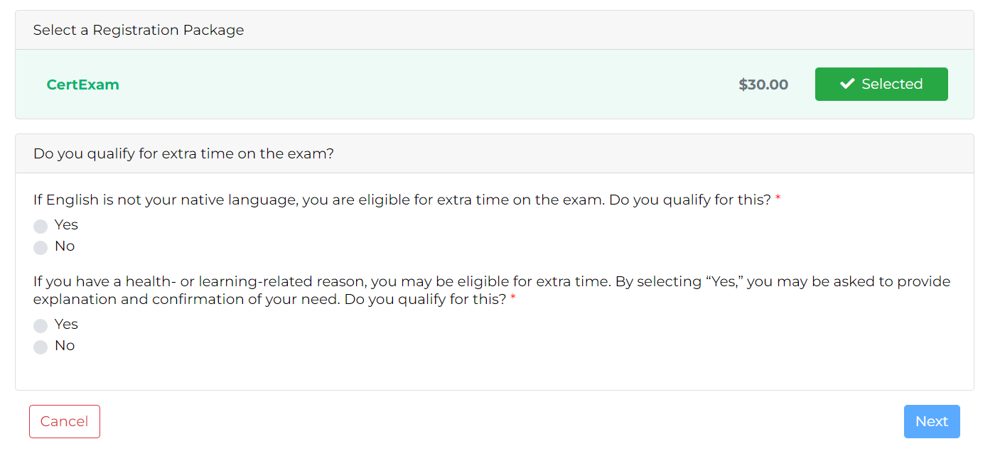 Select a Registration Package
CertExam
$30.00
Selected
Do you qualify for extra time on the exam?
If English is not your native language, you are eligible for extra time on the exam. Do you qualify for this? *
Yes
No
If you have a health- or learning-related reason, you may be eligible for extra time. By selecting “Yes,” you may be asked to provide
explanation and confirmation of your need. Do you qualify for this? *
Yes
No
Cancel
Next